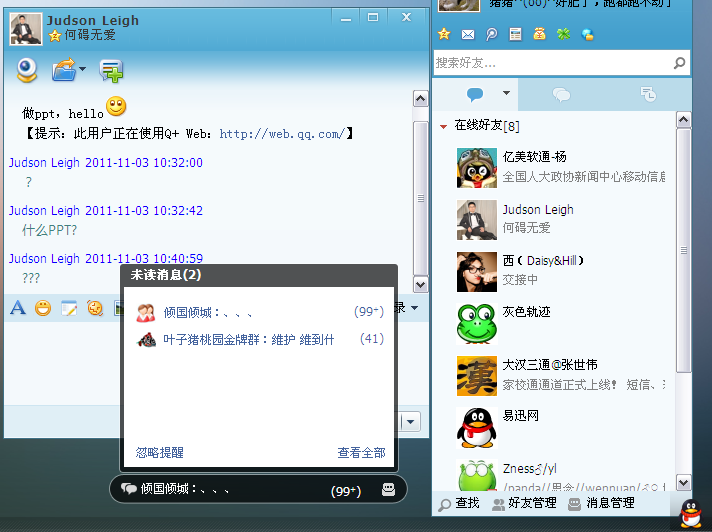 Judson Leigh
何碍无爱
做ppt，hello
【提示：此用户正在使用Q+ Web：http://web.qq.com/】
Judson Leigh 2011-11-03 10:32:00
?
Judson Leigh 2011-11-03 10:32:42
什么PPT?
Judson Leigh 2011-11-03 10:40:59
???
录
未读消息(2)
倾国倾城：、、、 (99+)
叶子猪桃园金牌群：維护 維到什 (41)
忽略提醒 查看全部
倾国倾城：、、、 (99+)
猪猪^(oo)^好肥了，跑都跑不动了
搜索好友...
在线好友[8]
亿美软通-杨
全国人大政协新闻中心移动信息
Judson Leigh
何碍无爱
西（Daisy&Hill）
交接中
灰色轨迹
大汉三通@张世伟
家校通通道正式上线！ 短信、
易迅网
Zness♂/yl
查找 好友管理 消息管理